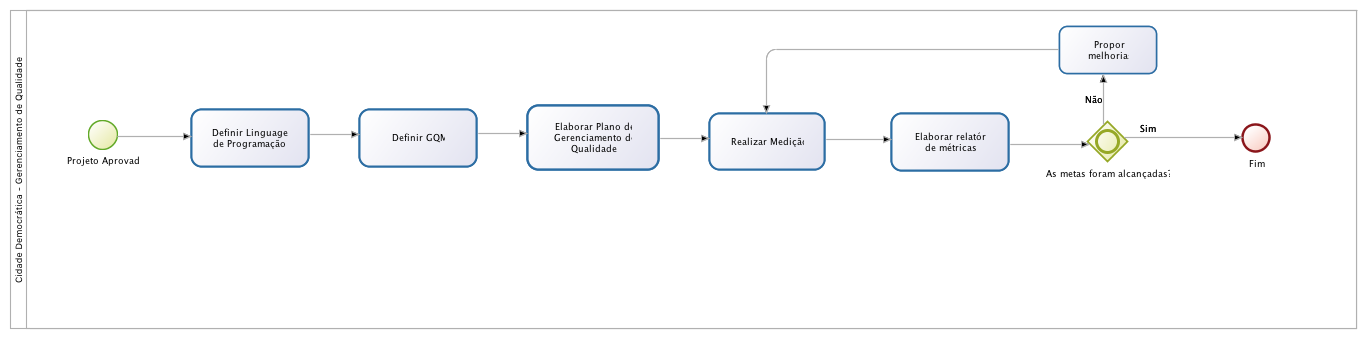 Cidade Democrática - Gerenciamento de Qualidade
Projeto Aprovad
Definir Linguage
de Programação
Definir GQM
Elaborar Plano de
Gerenciamento de
Qualidade
Realizar Mediçã
Elaborar relatór
de métricas
As metas foram alcançadas?
Não
Propor
melhoria
Sim
Fim